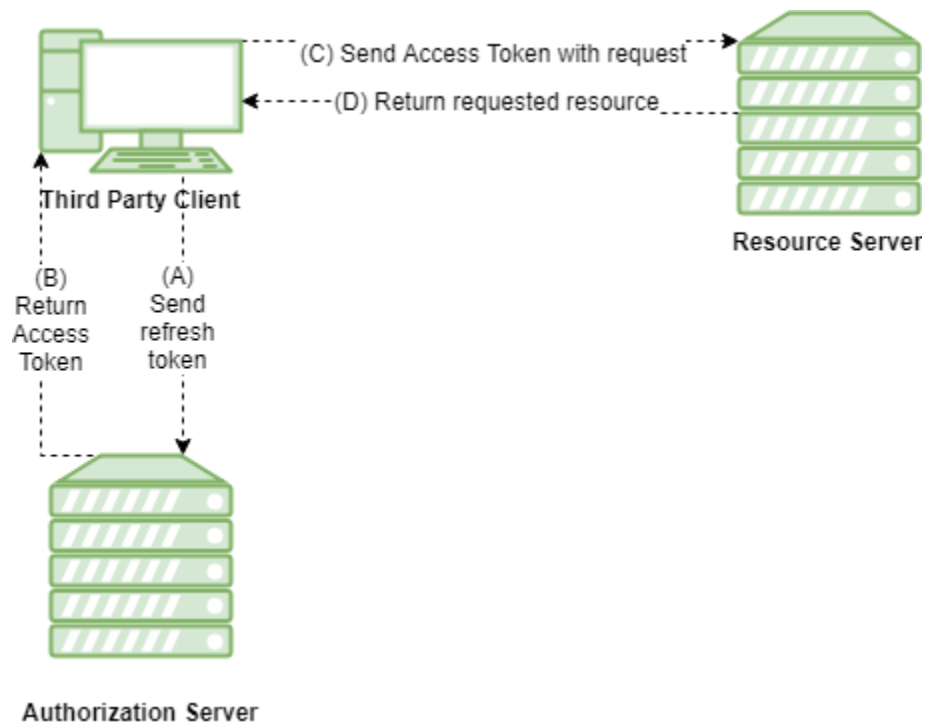 (C) Send Access Token with request
(D) Return requested resource
Third Party Client
Resource Server
(B)
Return
Access
Token
(A)
Send
refresh
token
Authorization Server